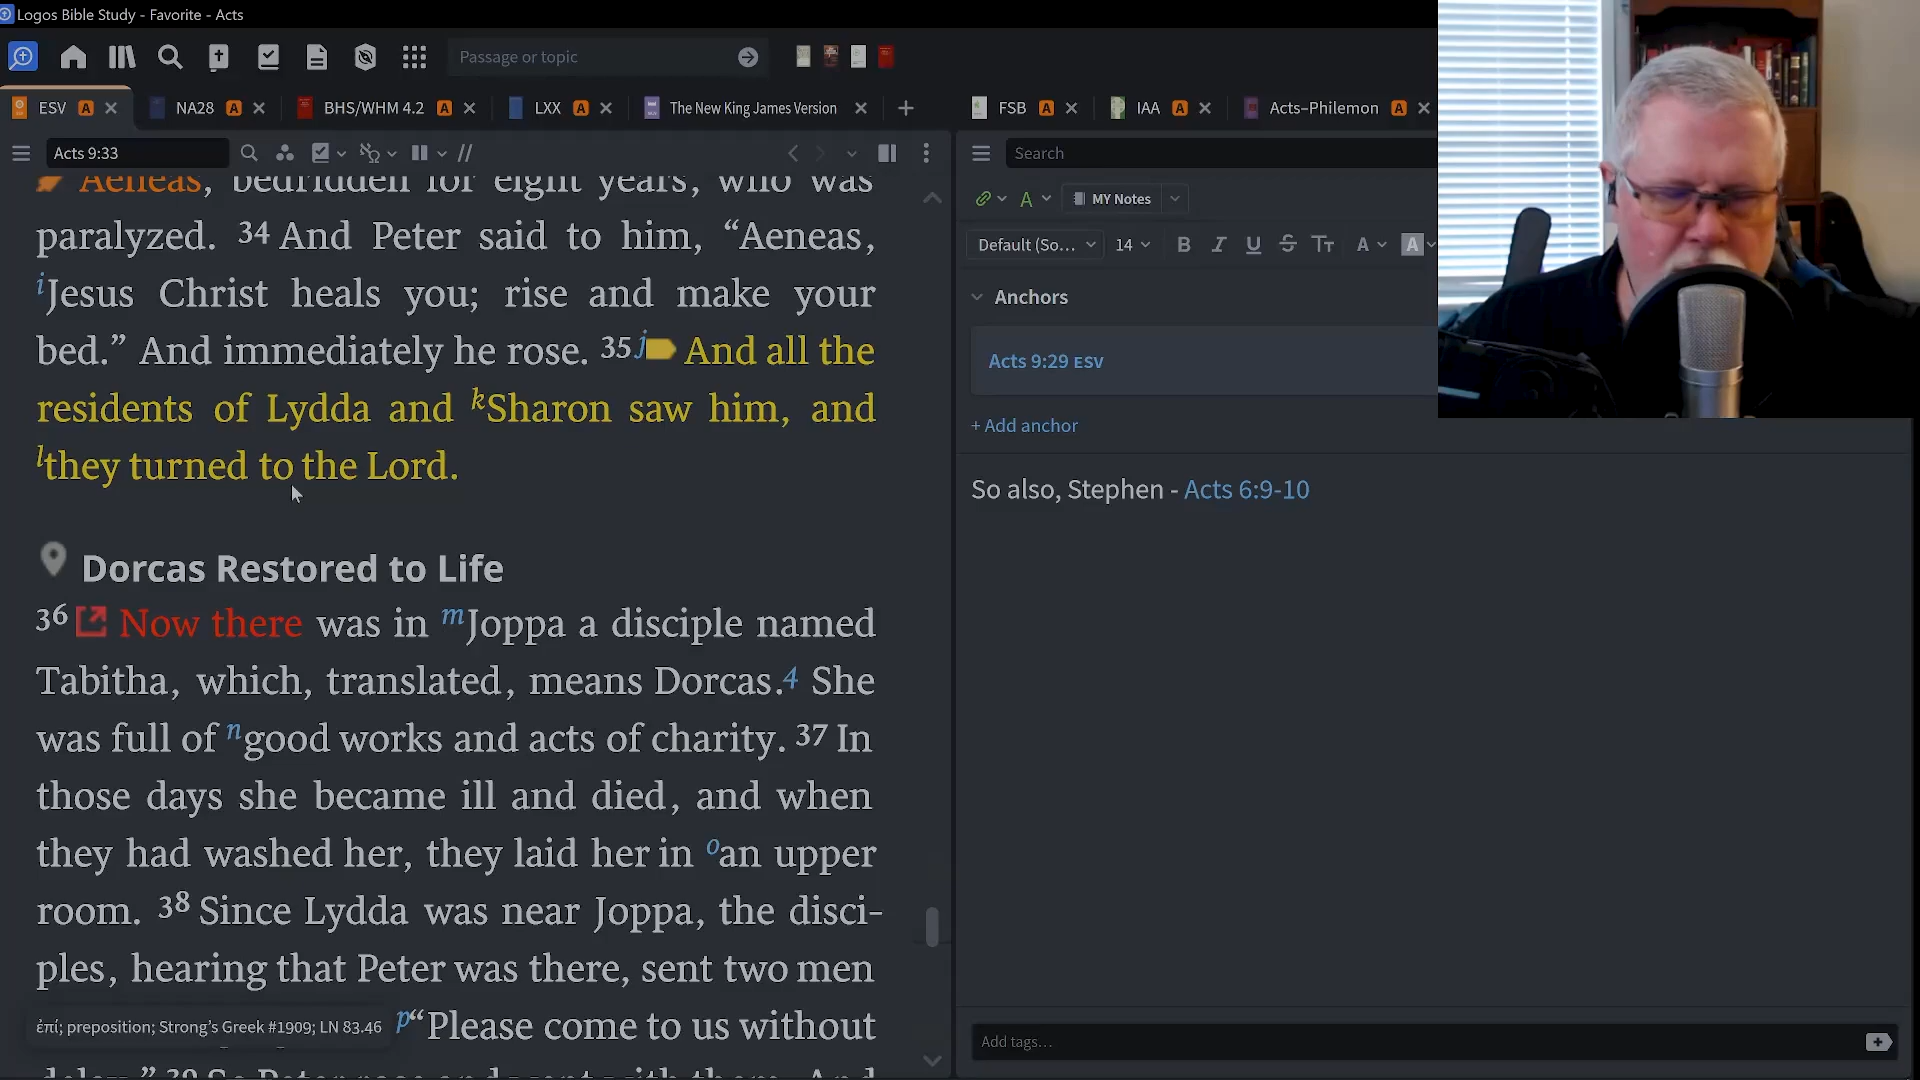 Logos Bible Study - Favorite - Acts
Passage or topic
ESV A NA28 A BHS/WHM 4.2 A LXX A The New King James Version
FSB A IAA A Acts–Philemon A
Acts 9:33
Search
A MY Notes
Default (So... 14 B I U S Tт A A
Anchors
Acts 9:29 ESV
+ Add anchor
So also, Stephen - Acts 6:9-10
Add tags...
Aeneas, bedridden for eight years, who was
paralyzed. 34 And Peter said to him, “Aeneas,
iJesus Christ heals you; rise and make your
bed.” And immediately he rose. 35 j And all the
residents of Lydda and kSharon saw him, and
lthey turned to the Lord.
Dorcas Restored to Life
36 Now there was in mJoppa a disciple named
Tabitha, which, translated, means Dorcas.4 She
was full of ngood works and acts of charity. 37 In
those days she became ill and died, and when
they had washed her, they laid her in oan upper
room. 38 Since Lydda was near Joppa, the disci-
ples, hearing that Peter was there, sent two men
p“Please come to us without
ἐπί; preposition; Strong’s Greek #1909; LN 83.46